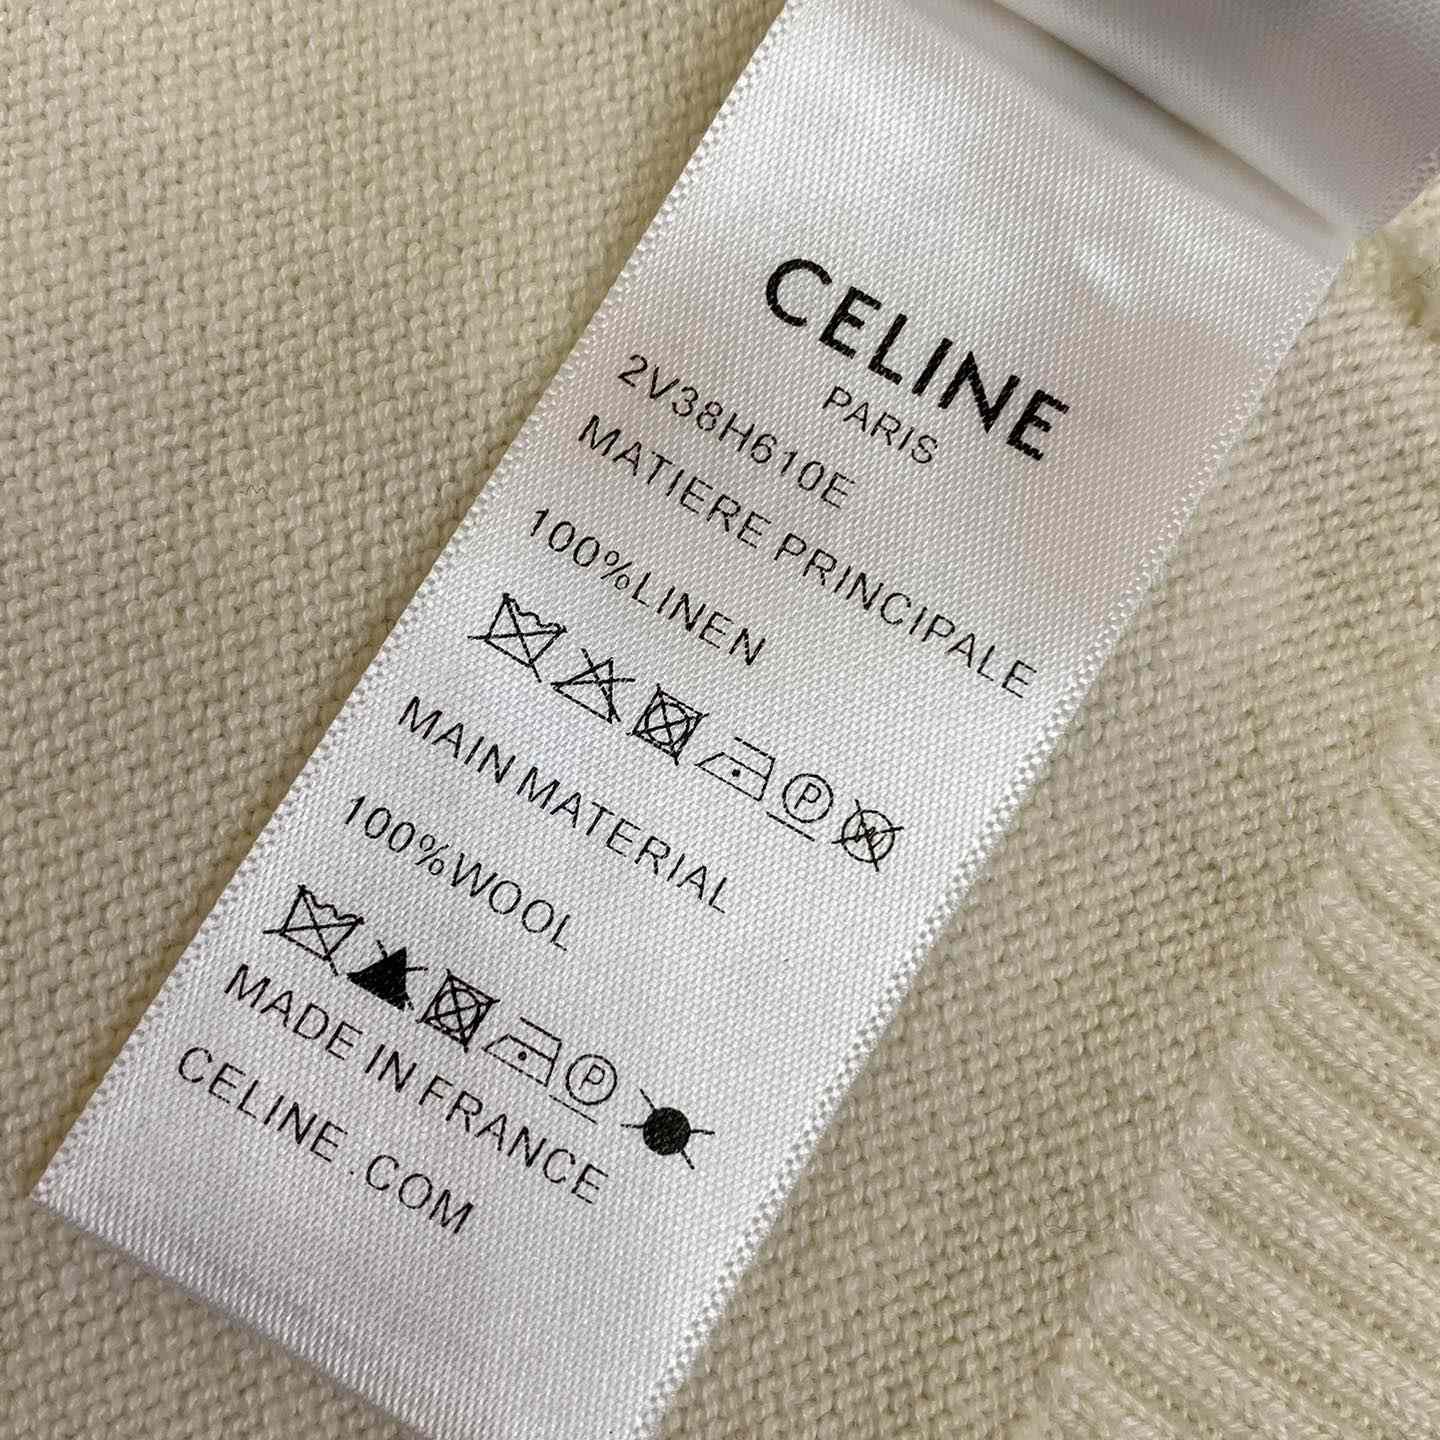 CELINE
PARIS
2V38H610E
MATIERE PRINCIPALE
100%LINEN
P W
MAIN MATERIAL
100%WOOL
P
MADE IN FRANCE
CELINE.COM